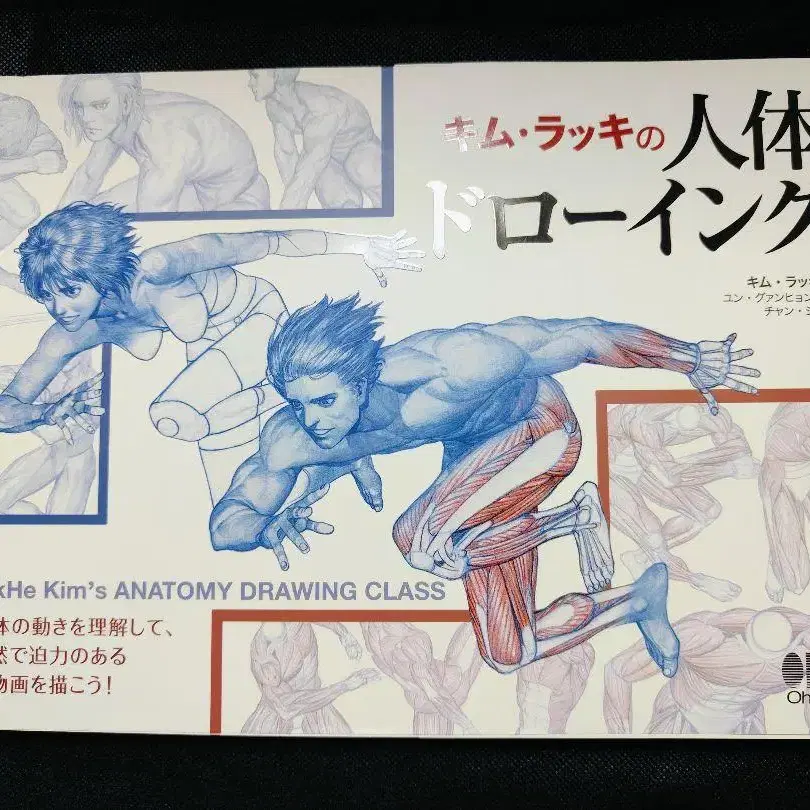 キム・ラッキの人体
ドローイング
キム・ラッキ
ユン・グァンヒョン
チャン・
kHe Kim's ANATOMY DRAWING CLASS
体の動きを理解して、
然で迫力のある
物画を描こう!
Oh